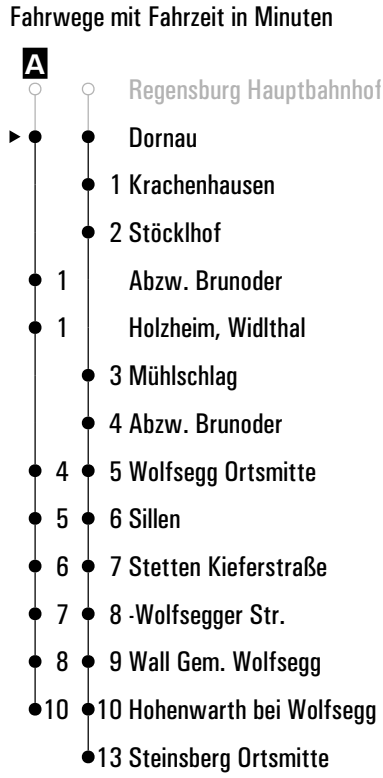 Fahrwege mit Fahrzeit in Minuten
A
Regensburg Hauptbahnhof
Dornau
1 Krachenhausen
2 Stöcklhof
1 Abzw. Brunoder
1 Holzheim, Widlthal
3 Mühlschlag
4 Abzw. Brunoder
4 5 Wolfsegg Ortsmitte
5 6 Sillen
6 7 Stetten Kieferstraße
7 8 -Wolfsegger Str.
8 9 Wall Gem. Wolfsegg
10 10 Hohenwarth bei Wolfsegg
13 Steinsberg Ortsmitte